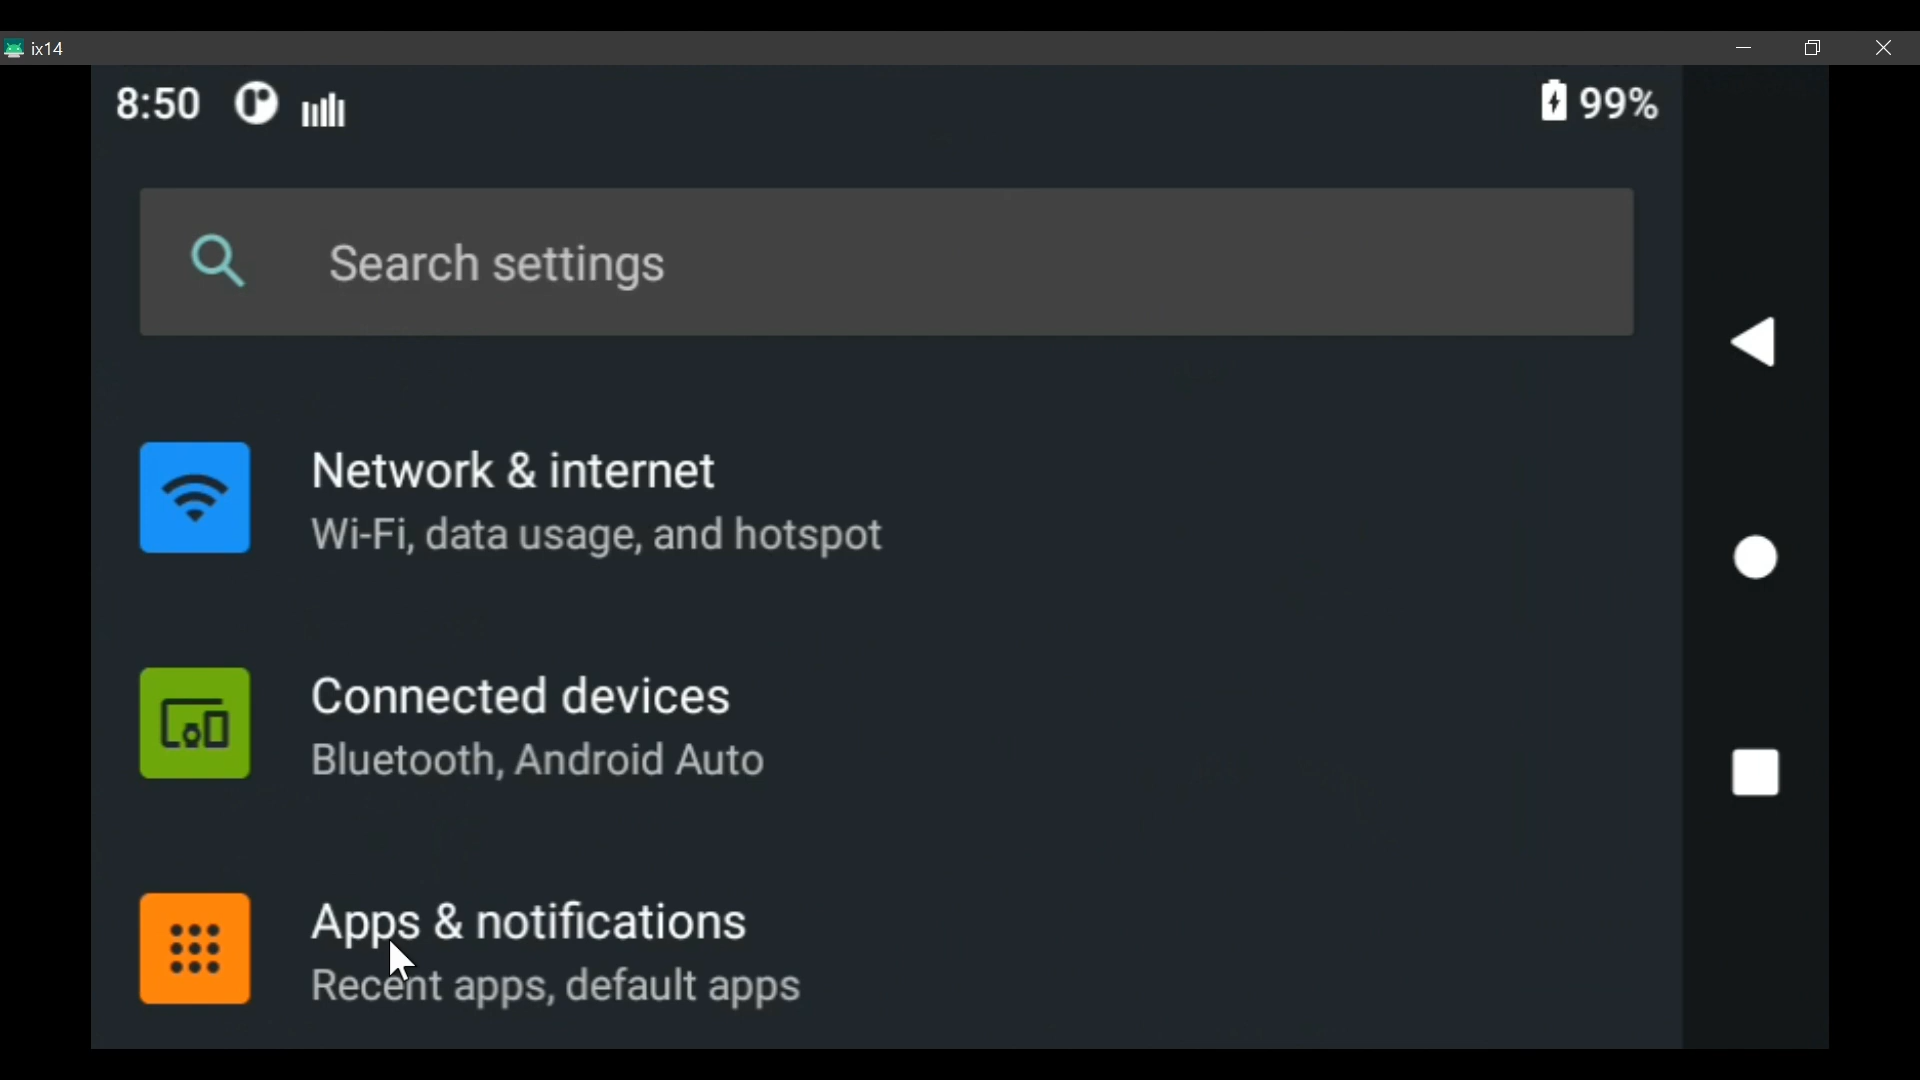 ix14
8:50
99%
Search settings
Network & internet
Wi-Fi, data usage, and hotspot
Connected devices
Bluetooth, Android Auto
Apps & notifications
Recent apps, default apps